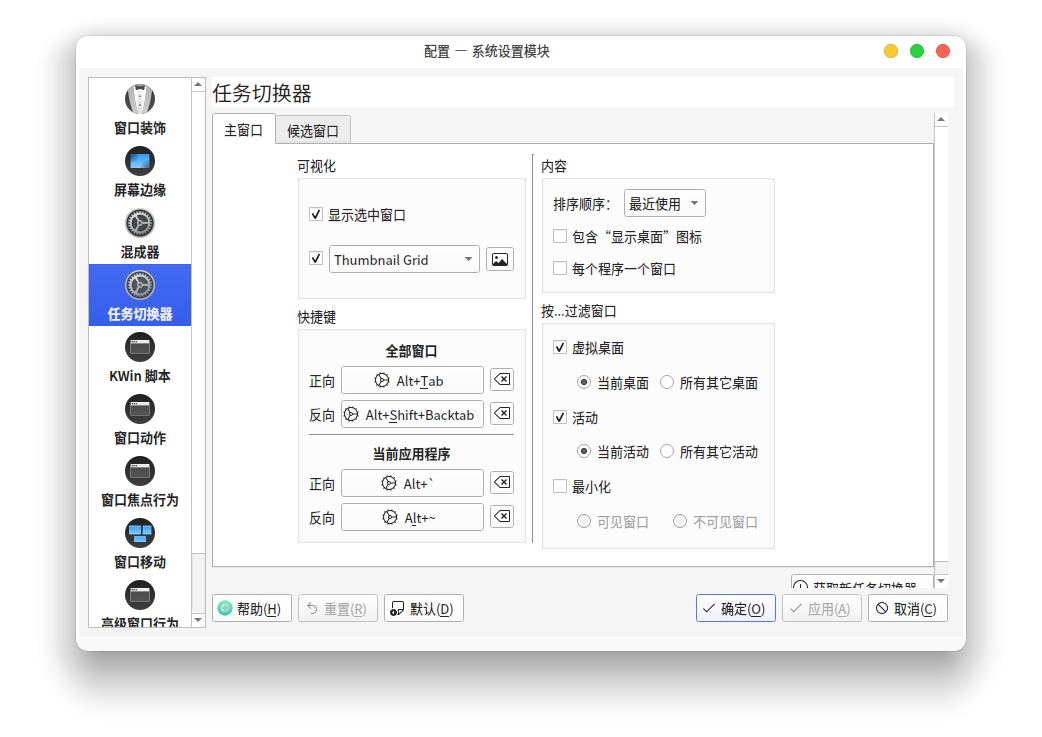 配置 — 系统设置模块
窗口装饰
屏幕边缘
混成器
任务切换器
KWin 脚本
窗口动作
窗口焦点行为
窗口移动
高级窗口行为
任务切换器
主窗口
候选窗口
可视化
显示选中窗口
Thumbnail Grid
快捷键
全部窗口
正向
Alt+Tab
反向
Alt+Shift+Backtab
当前应用程序
正向
Alt+`
反向
Alt+~
内容
排序顺序：
最近使用
包含“显示桌面”图标
每个程序一个窗口
按...过滤窗口
虚拟桌面
当前桌面
所有其它桌面
活动
当前活动
所有其它活动
最小化
可见窗口
不可见窗口
获取新任务切换器...
帮助(H)
重置(R)
默认(D)
确定(O)
应用(A)
取消(C)